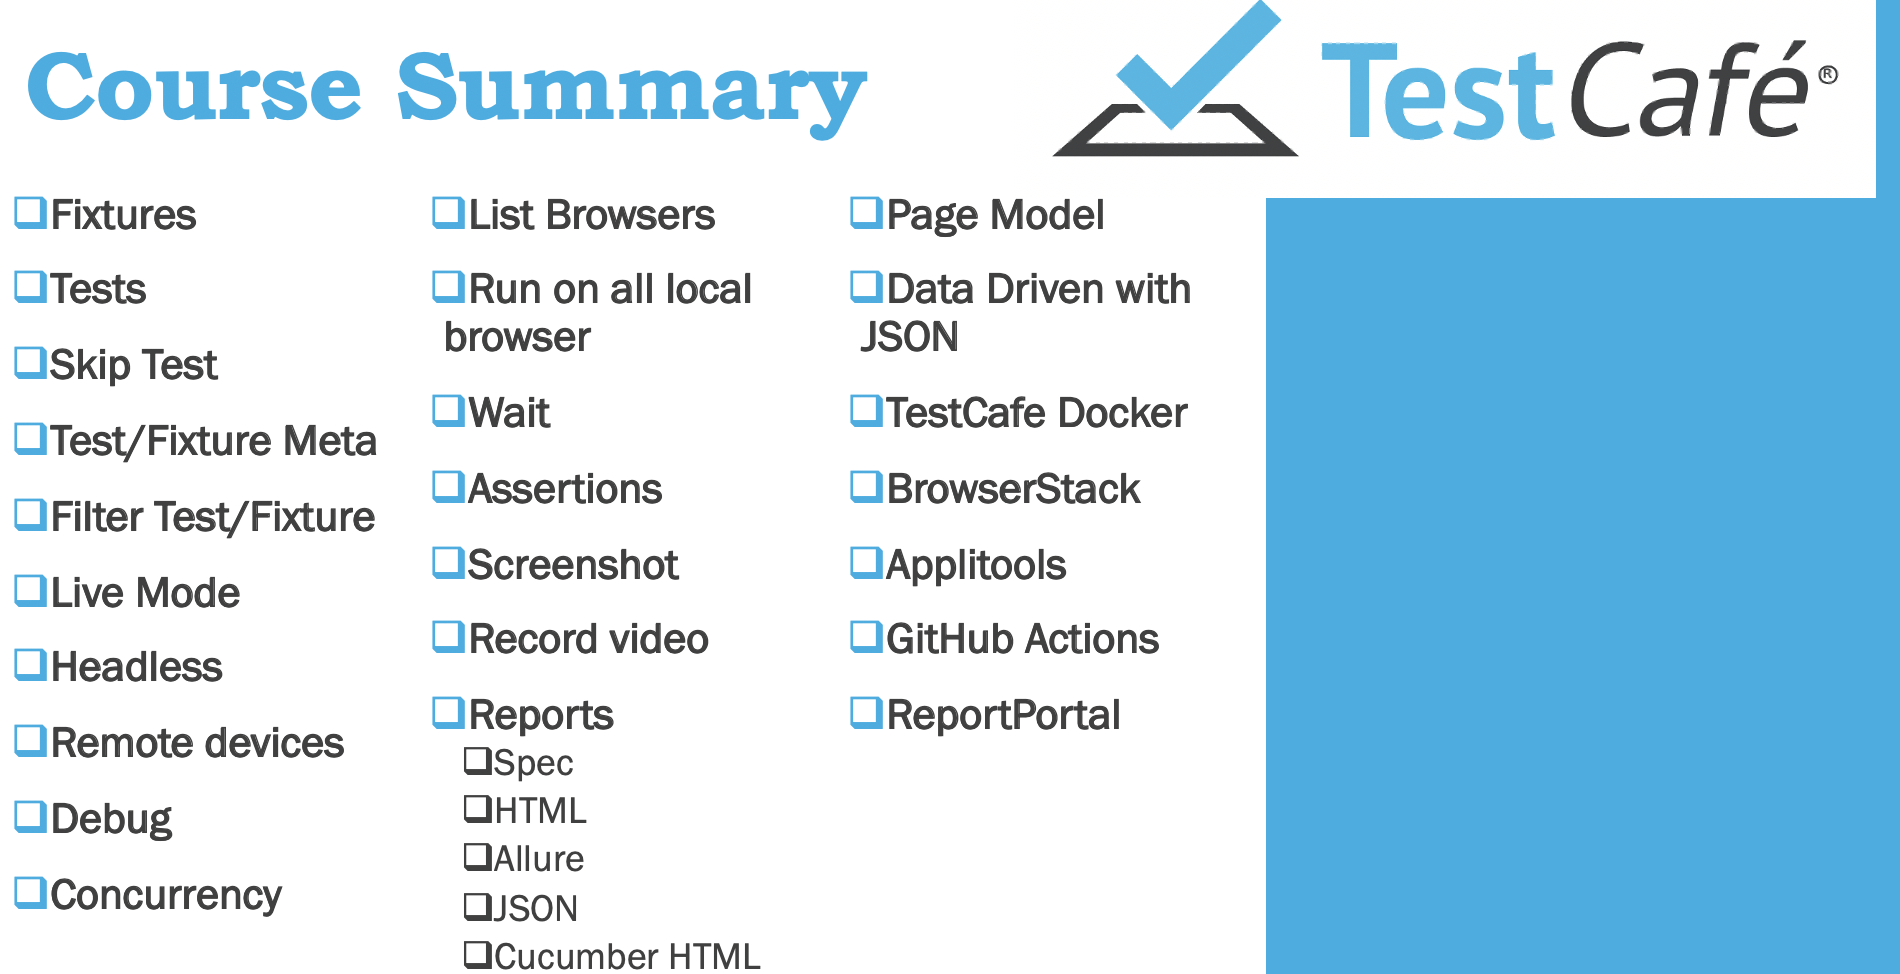 Course Summary
TestCafé®
❑Fixtures
❑Tests
❑Skip Test
❑Test/Fixture Meta
❑Filter Test/Fixture
❑Live Mode
❑Headless
❑Remote devices
❑Debug
❑Concurrency
❑List Browsers
❑Run on all local
browser
❑Wait
❑Assertions
❑Screenshot
❑Record video
❑Reports
❑Spec
❑HTML
❑Allure
❑JSON
❑Cucumber HTML
❑Page Model
❑Data Driven with
JSON
❑TestCafe Docker
❑BrowserStack
❑Applitools
❑GitHub Actions
❑ReportPortal